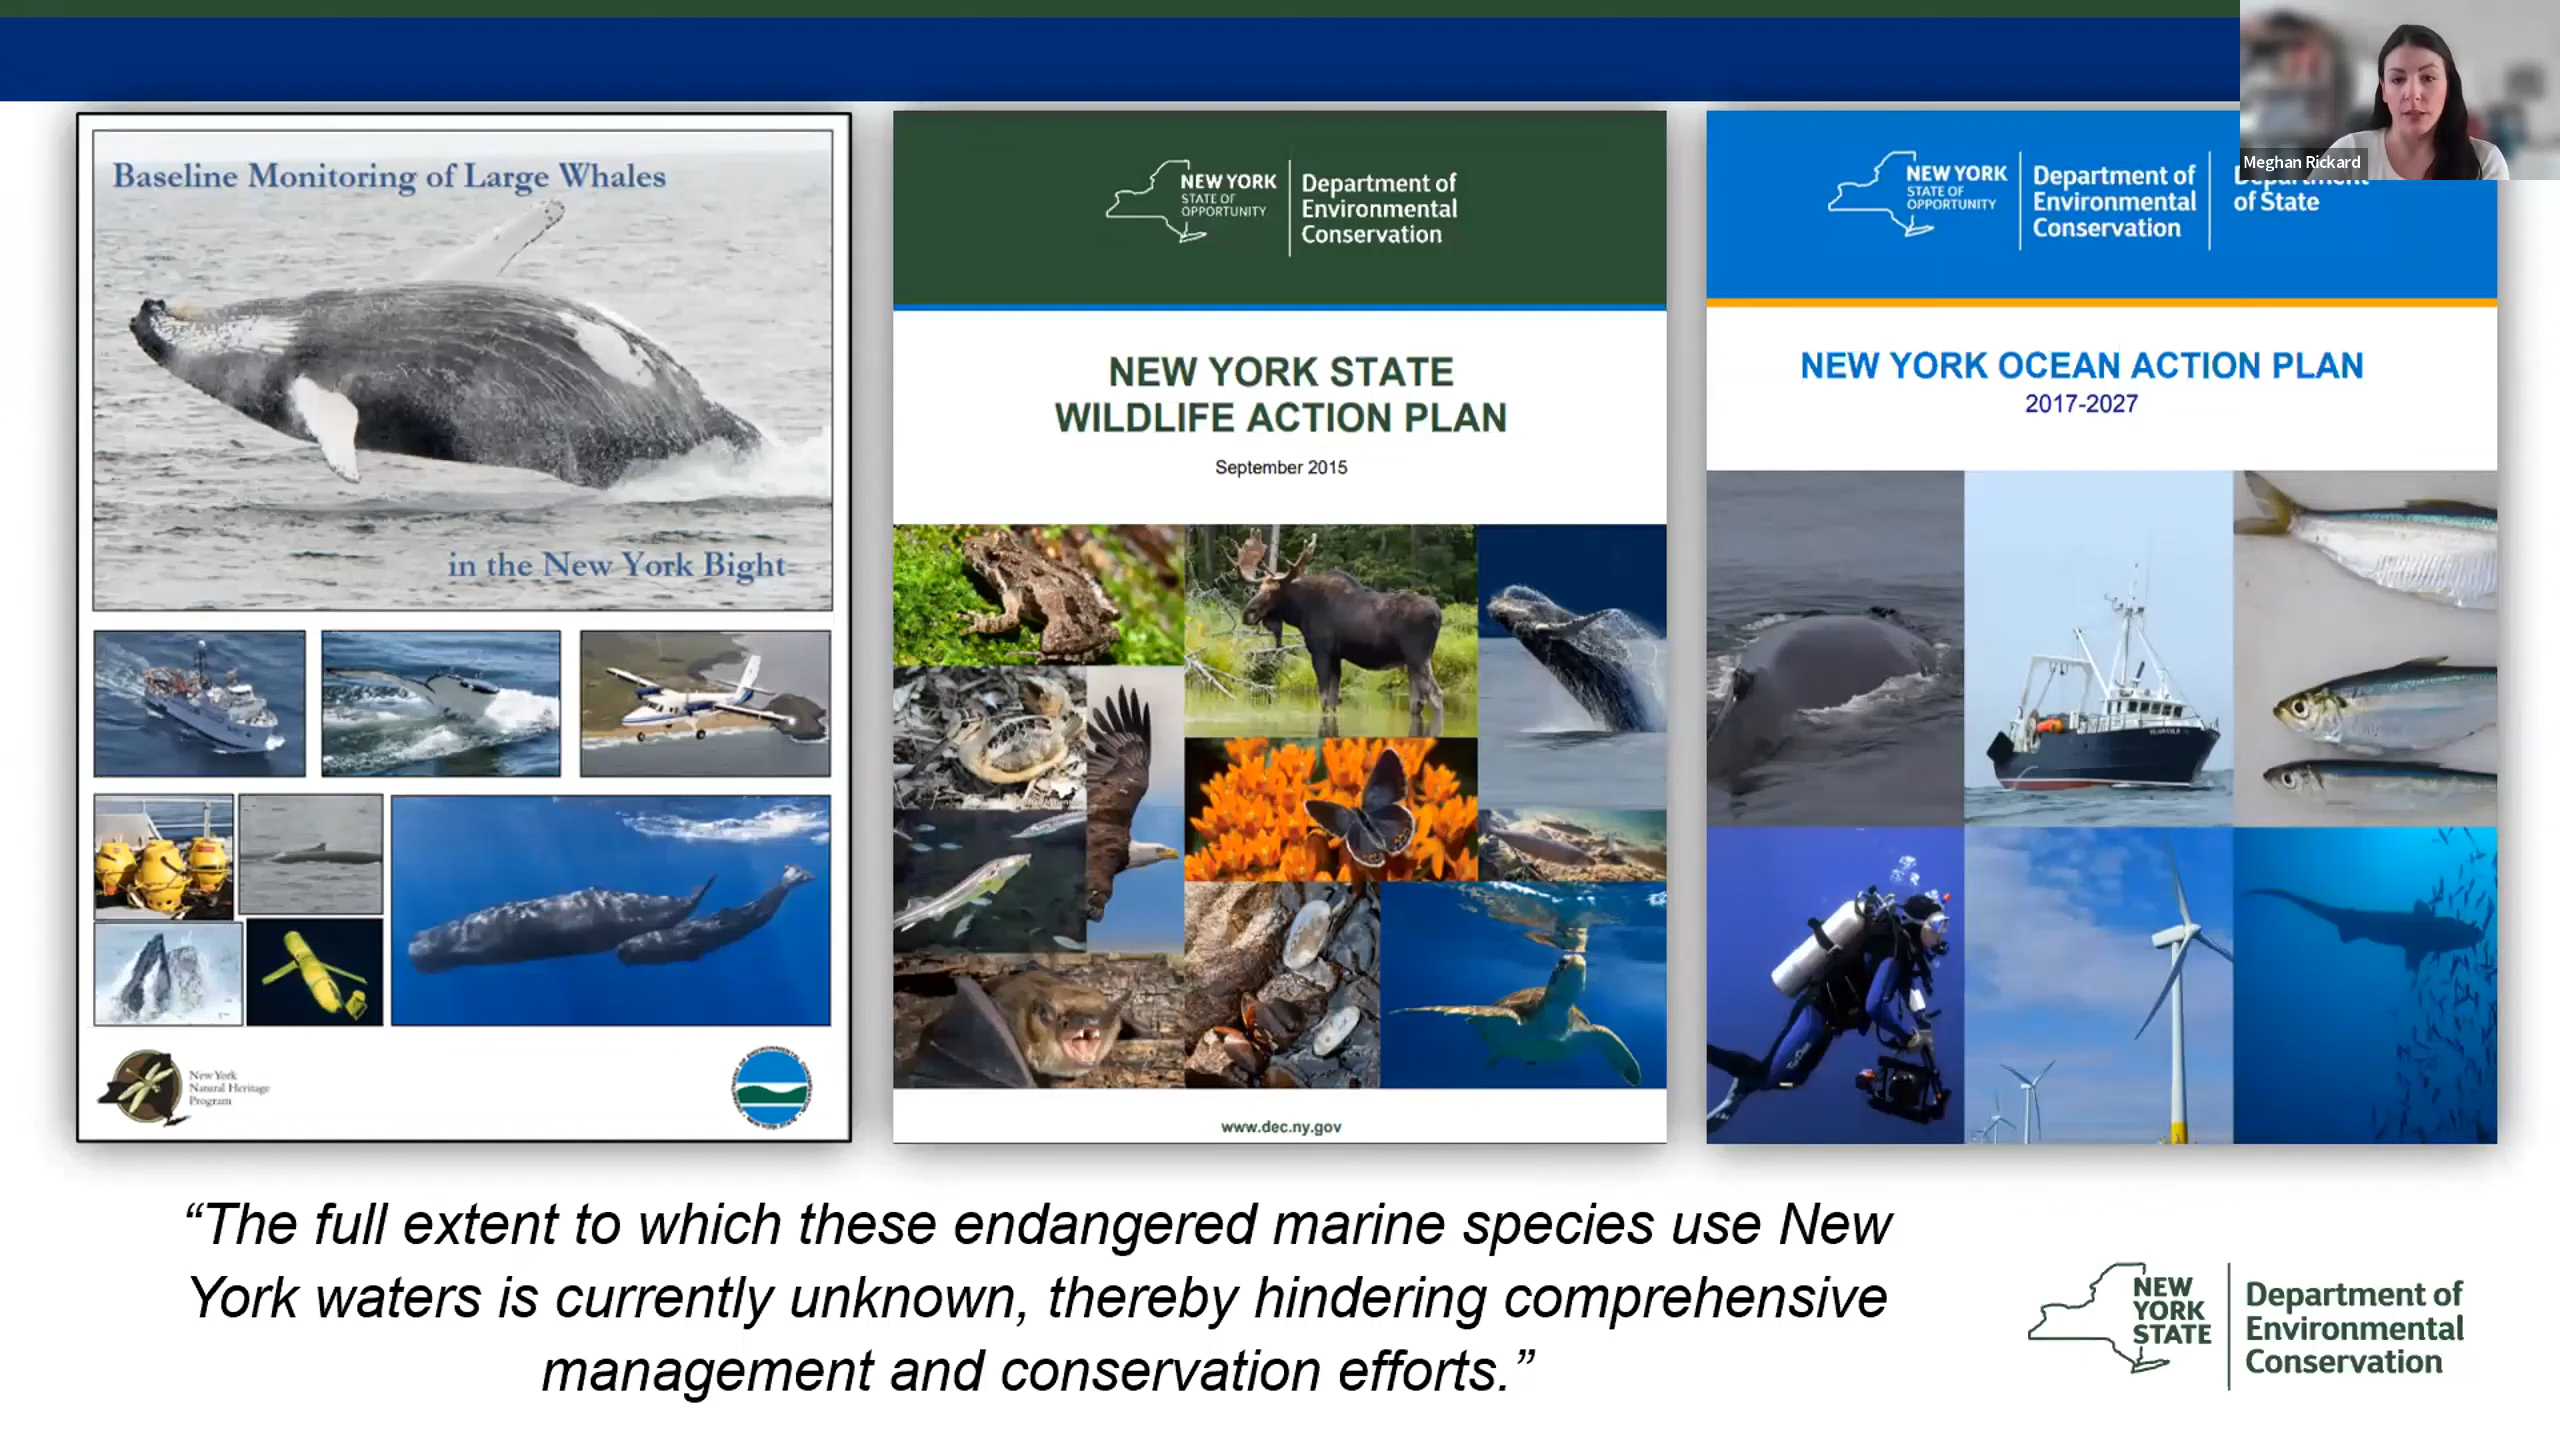 Meghan Rickard
Baseline Monitoring of Large Whales
in the New York Bight
New York
Natural Heritage
Program
NEW YORK
STATE OF
OPPORTUNITY
Department of
Environmental
Conservation
NEW YORK STATE
WILDLIFE ACTION PLAN
September 2015
www.dec.ny.gov
NEW YORK
STATE OF
OPPORTUNITY
Department of
Environmental
Conservation
Department
of State
NEW YORK OCEAN ACTION PLAN
2017-2027
“The full extent to which these endangered marine species use New
York waters is currently unknown, thereby hindering comprehensive
management and conservation efforts.”
NEW
YORK
STATE
Department of
Environmental
Conservation